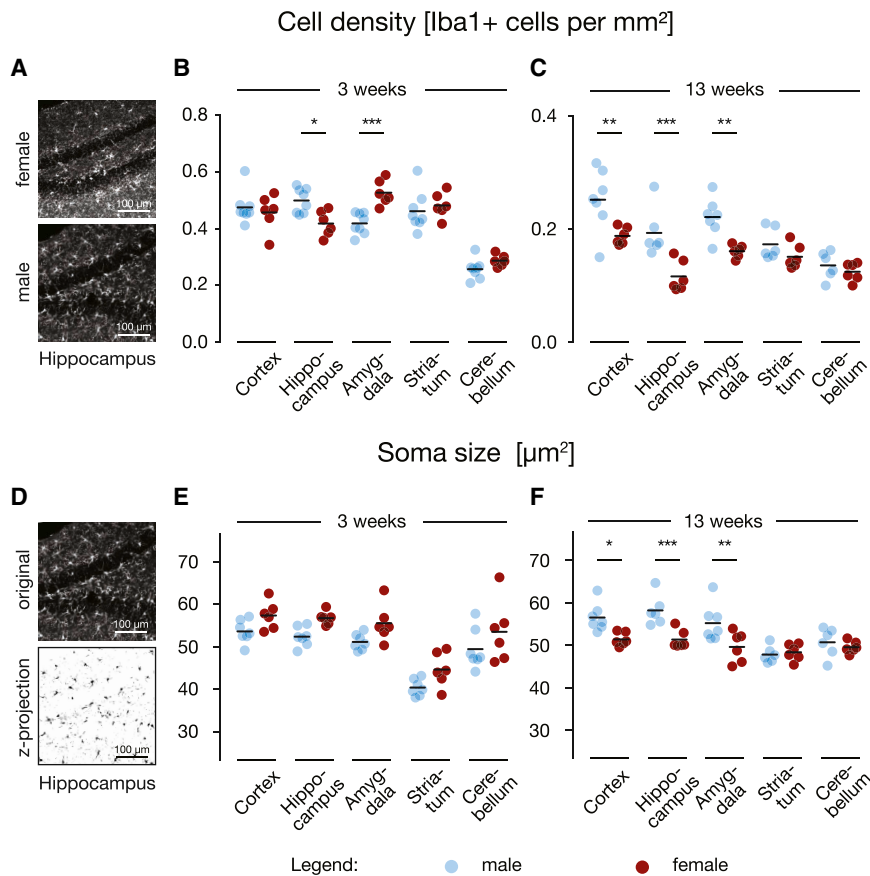 Cell density [Iba1+ cells per mm²]
A
female
100 µm
male
100 µm
Hippocampus
B
3 weeks
0.8
0.6
0.4
0.2
0.0
*
***
Cortex
Hippo-
campus
Amyg-
dala
Stria-
tum
Cere-
bellum
C
13 weeks
0.4
0.2
0.0
**
***
**
Cortex
Hippo-
campus
Amyg-
dala
Stria-
tum
Cere-
bellum
Soma size [µm²]
D
original
100 µm
z-projection
100 µm
Hippocampus
E
3 weeks
70
60
50
40
30
Cortex
Hippo-
campus
Amyg-
dala
Stria-
tum
Cere-
bellum
F
13 weeks
70
60
50
40
30
*
***
**
Cortex
Hippo-
campus
Amyg-
dala
Stria-
tum
Cere-
bellum
Legend: male female